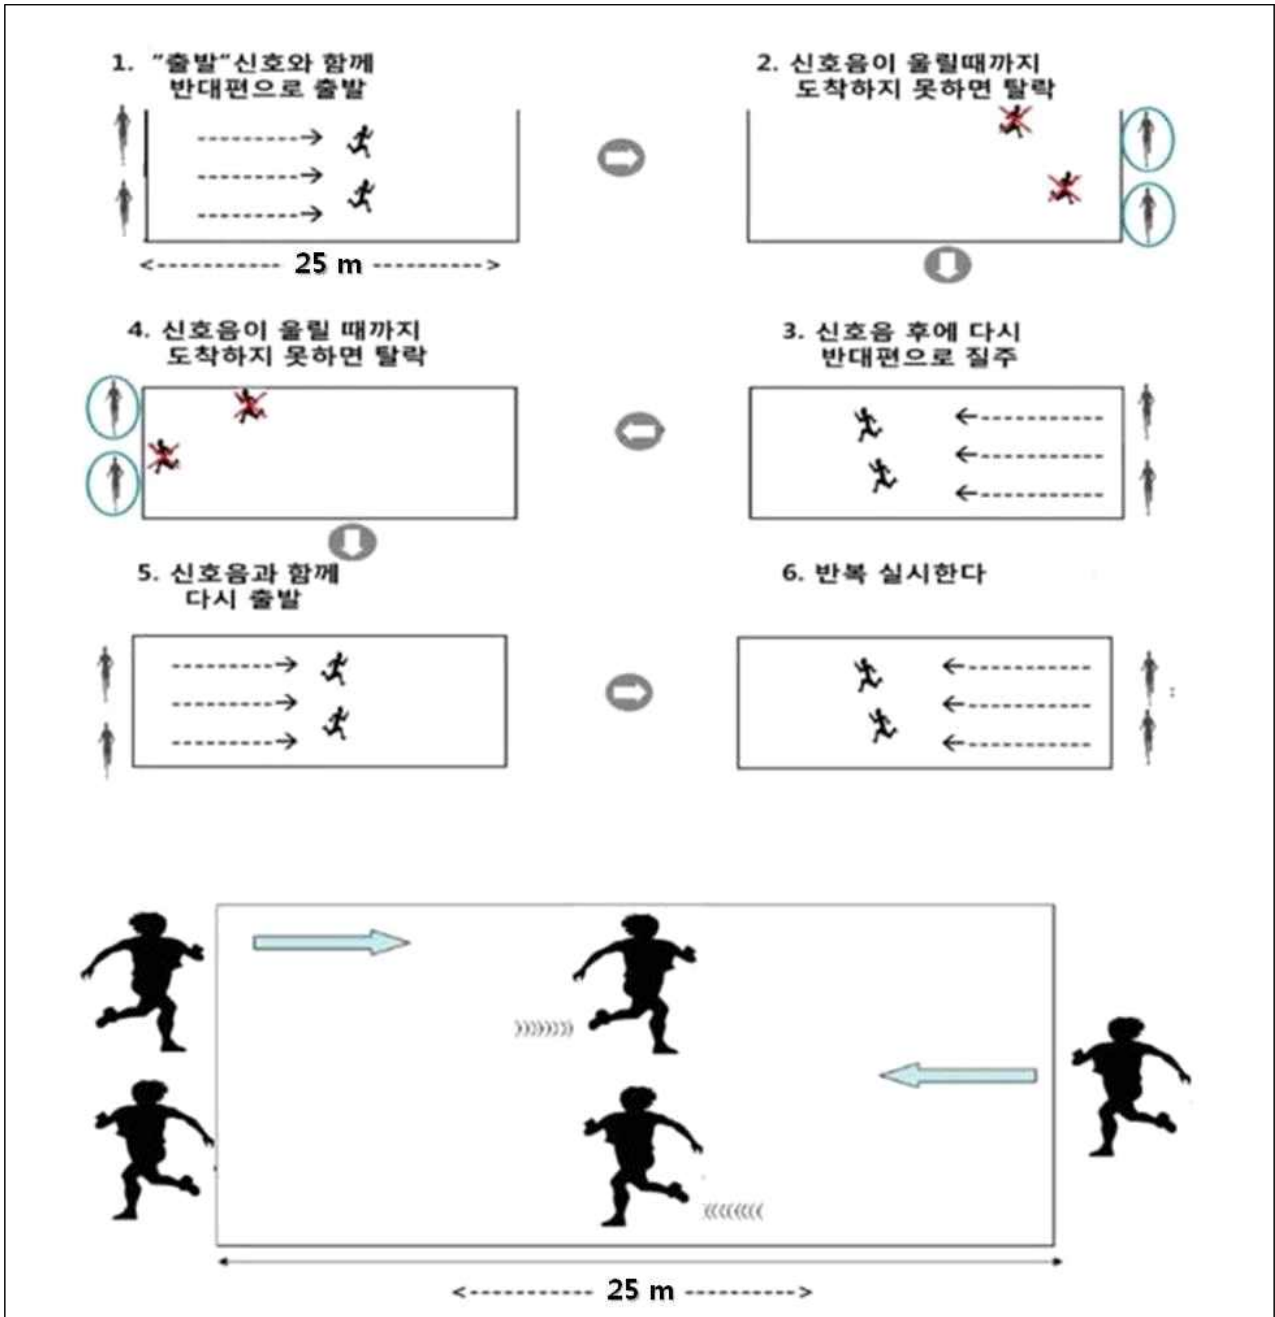 1. "출발"신호와 함께
반대편으로 출발
2. 신호음이 울릴때까지
도착하지 못하면 탈락
25 m
4. 신호음이 울릴 때까지
도착하지 못하면 탈락
3. 신호음 후에 다시
반대편으로 질주
5. 신호음과 함께
다시 출발
6. 반복 실시한다
25 m